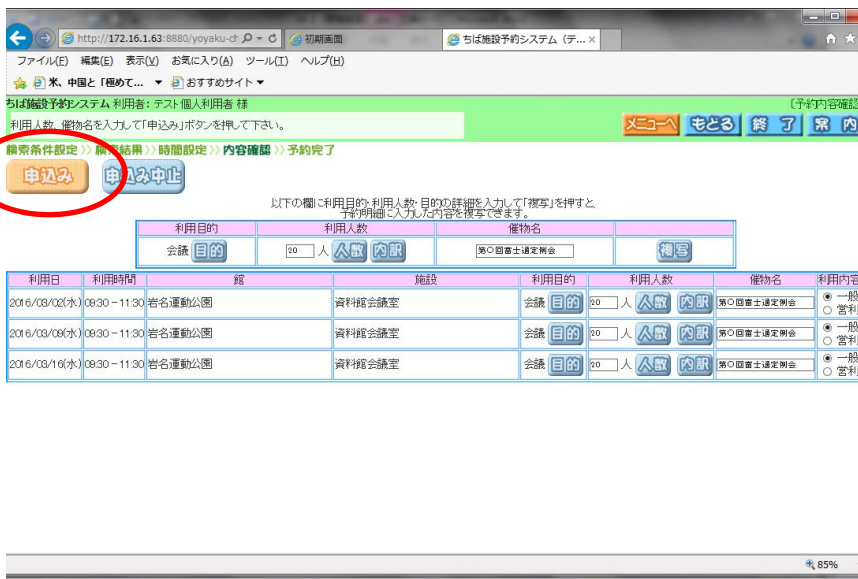 http://172.16.1.63:8880/yoyaku-ch 初期画面 ちば施設予約システム (テ... ×
ファイル(F) 編集(E) 表示(V) お気に入り(A) ツール(T) ヘルプ(H)
米、中国と「極めて... おすすめサイト
ちば施設予約システム 利用者: テスト個人利用者 様 〔予約内容確認
利用人数、催物名を入力して「申込み」ボタンを押して下さい。 メニューへ もどる 終了 案内
検索条件設定 》 検索結果 》 時間設定 》 内容確認 》 予約完了
申込み 申込み中止
以下の欄に利用目的・利用人数・目的の詳細を入力して「複写」を押すと
予約明細に入力した内容を複写できます。
利用目的 利用人数 催物名
会議 目的 20 人 人数 内訳 第〇回富士通定例会 複写
利用日 利用時間 館 施設 利用目的 利用人数 催物名 利用内容
2016/03/02(水) 09:30-11:30 岩名運動公園 資料館会議室 会議 目的 20 人 人数 内訳 第〇回富士通定例会 一般 営利
2016/03/09(水) 09:30-11:30 岩名運動公園 資料館会議室 会議 目的 20 人 人数 内訳 第〇回富士通定例会 一般 営利
2016/03/16(水) 09:30-11:30 岩名運動公園 資料館会議室 会議 目的 20 人 人数 内訳 第〇回富士通定例会 一般 営利
85%